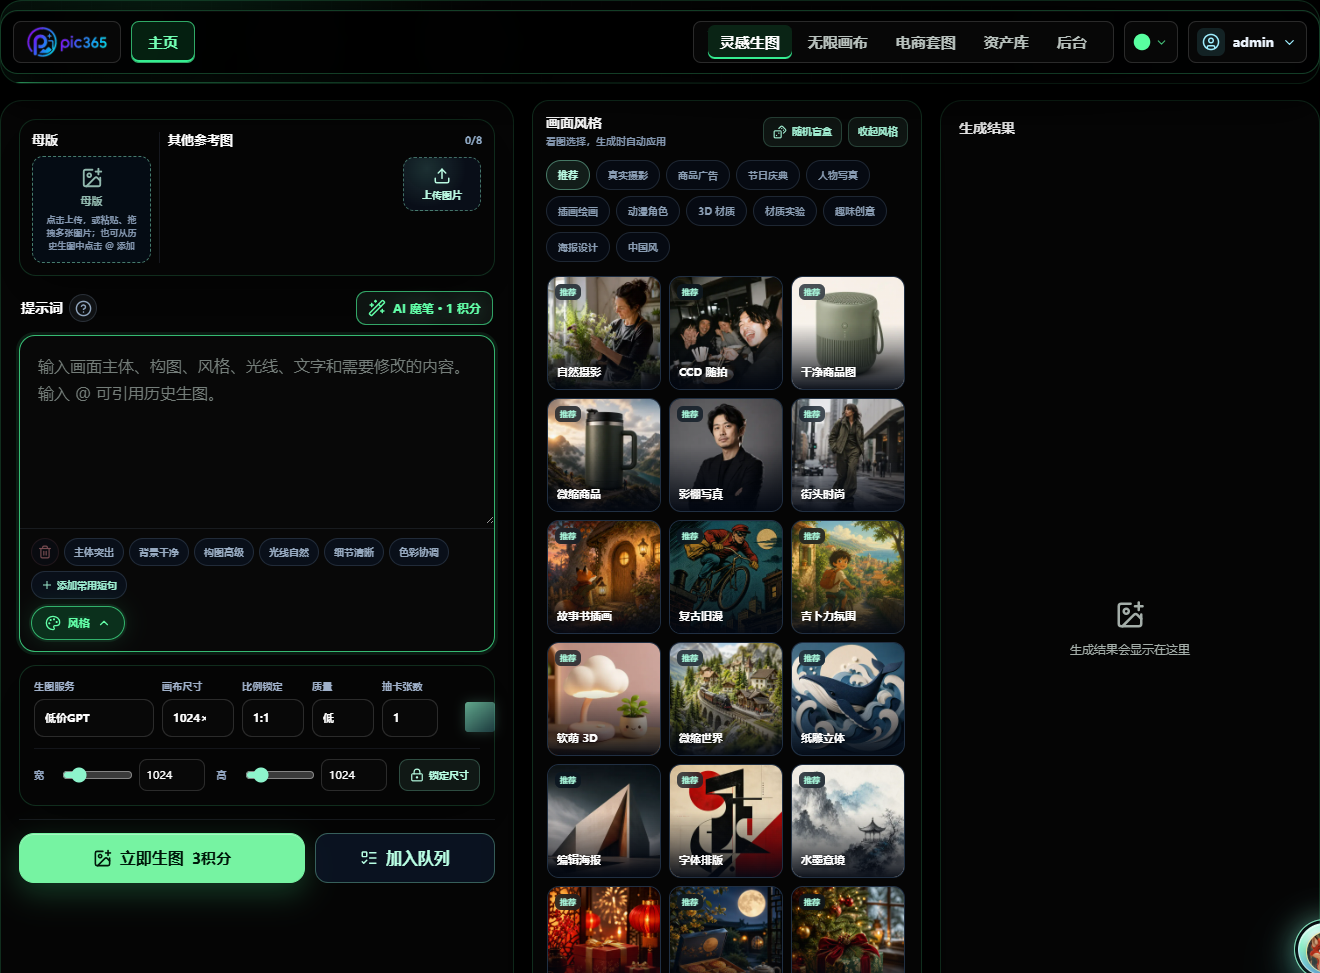 pic365
主页
灵感生图
无限画布
电商套图
资产库
后台
admin
母版
其他参考图
0/8
母版
点击上传，或粘贴、拖
拽多张图片；也可从历
史生图中点击 @ 添加
上传图片
提示词
?
AI 魔笔 • 1 积分
输入画面主体、构图、风格、光线、文字和需要修改的内容。
输入 @ 可引用历史生图。
主体突出
背景干净
构图高级
光线自然
细节清晰
色彩协调
+ 添加常用短句
风格
生图服务
画布尺寸
比例锁定
质量
抽卡张数
低价GPT
1024×
1:1
低
1
宽
1024
高
1024
锁定尺寸
立即生图 3积分
加入队列
画面风格
看图选择，生成时自动应用
随机盲盒
收起风格
推荐
真实摄影
商品广告
节日庆典
人物写真
插画绘画
动漫角色
3D 材质
材质实验
趣味创意
海报设计
中国风
推荐
自然摄影
推荐
CCD 随拍
推荐
干净商品图
推荐
微缩商品
推荐
影棚写真
推荐
街头时尚
推荐
故事书插画
推荐
复古旧漫
推荐
吉卜力氛围
推荐
软萌 3D
推荐
微缩世界
推荐
纸雕立体
推荐
编辑海报
推荐
字体排版
推荐
水墨意境
推荐
推荐
推荐
生成结果
生成结果会显示在这里